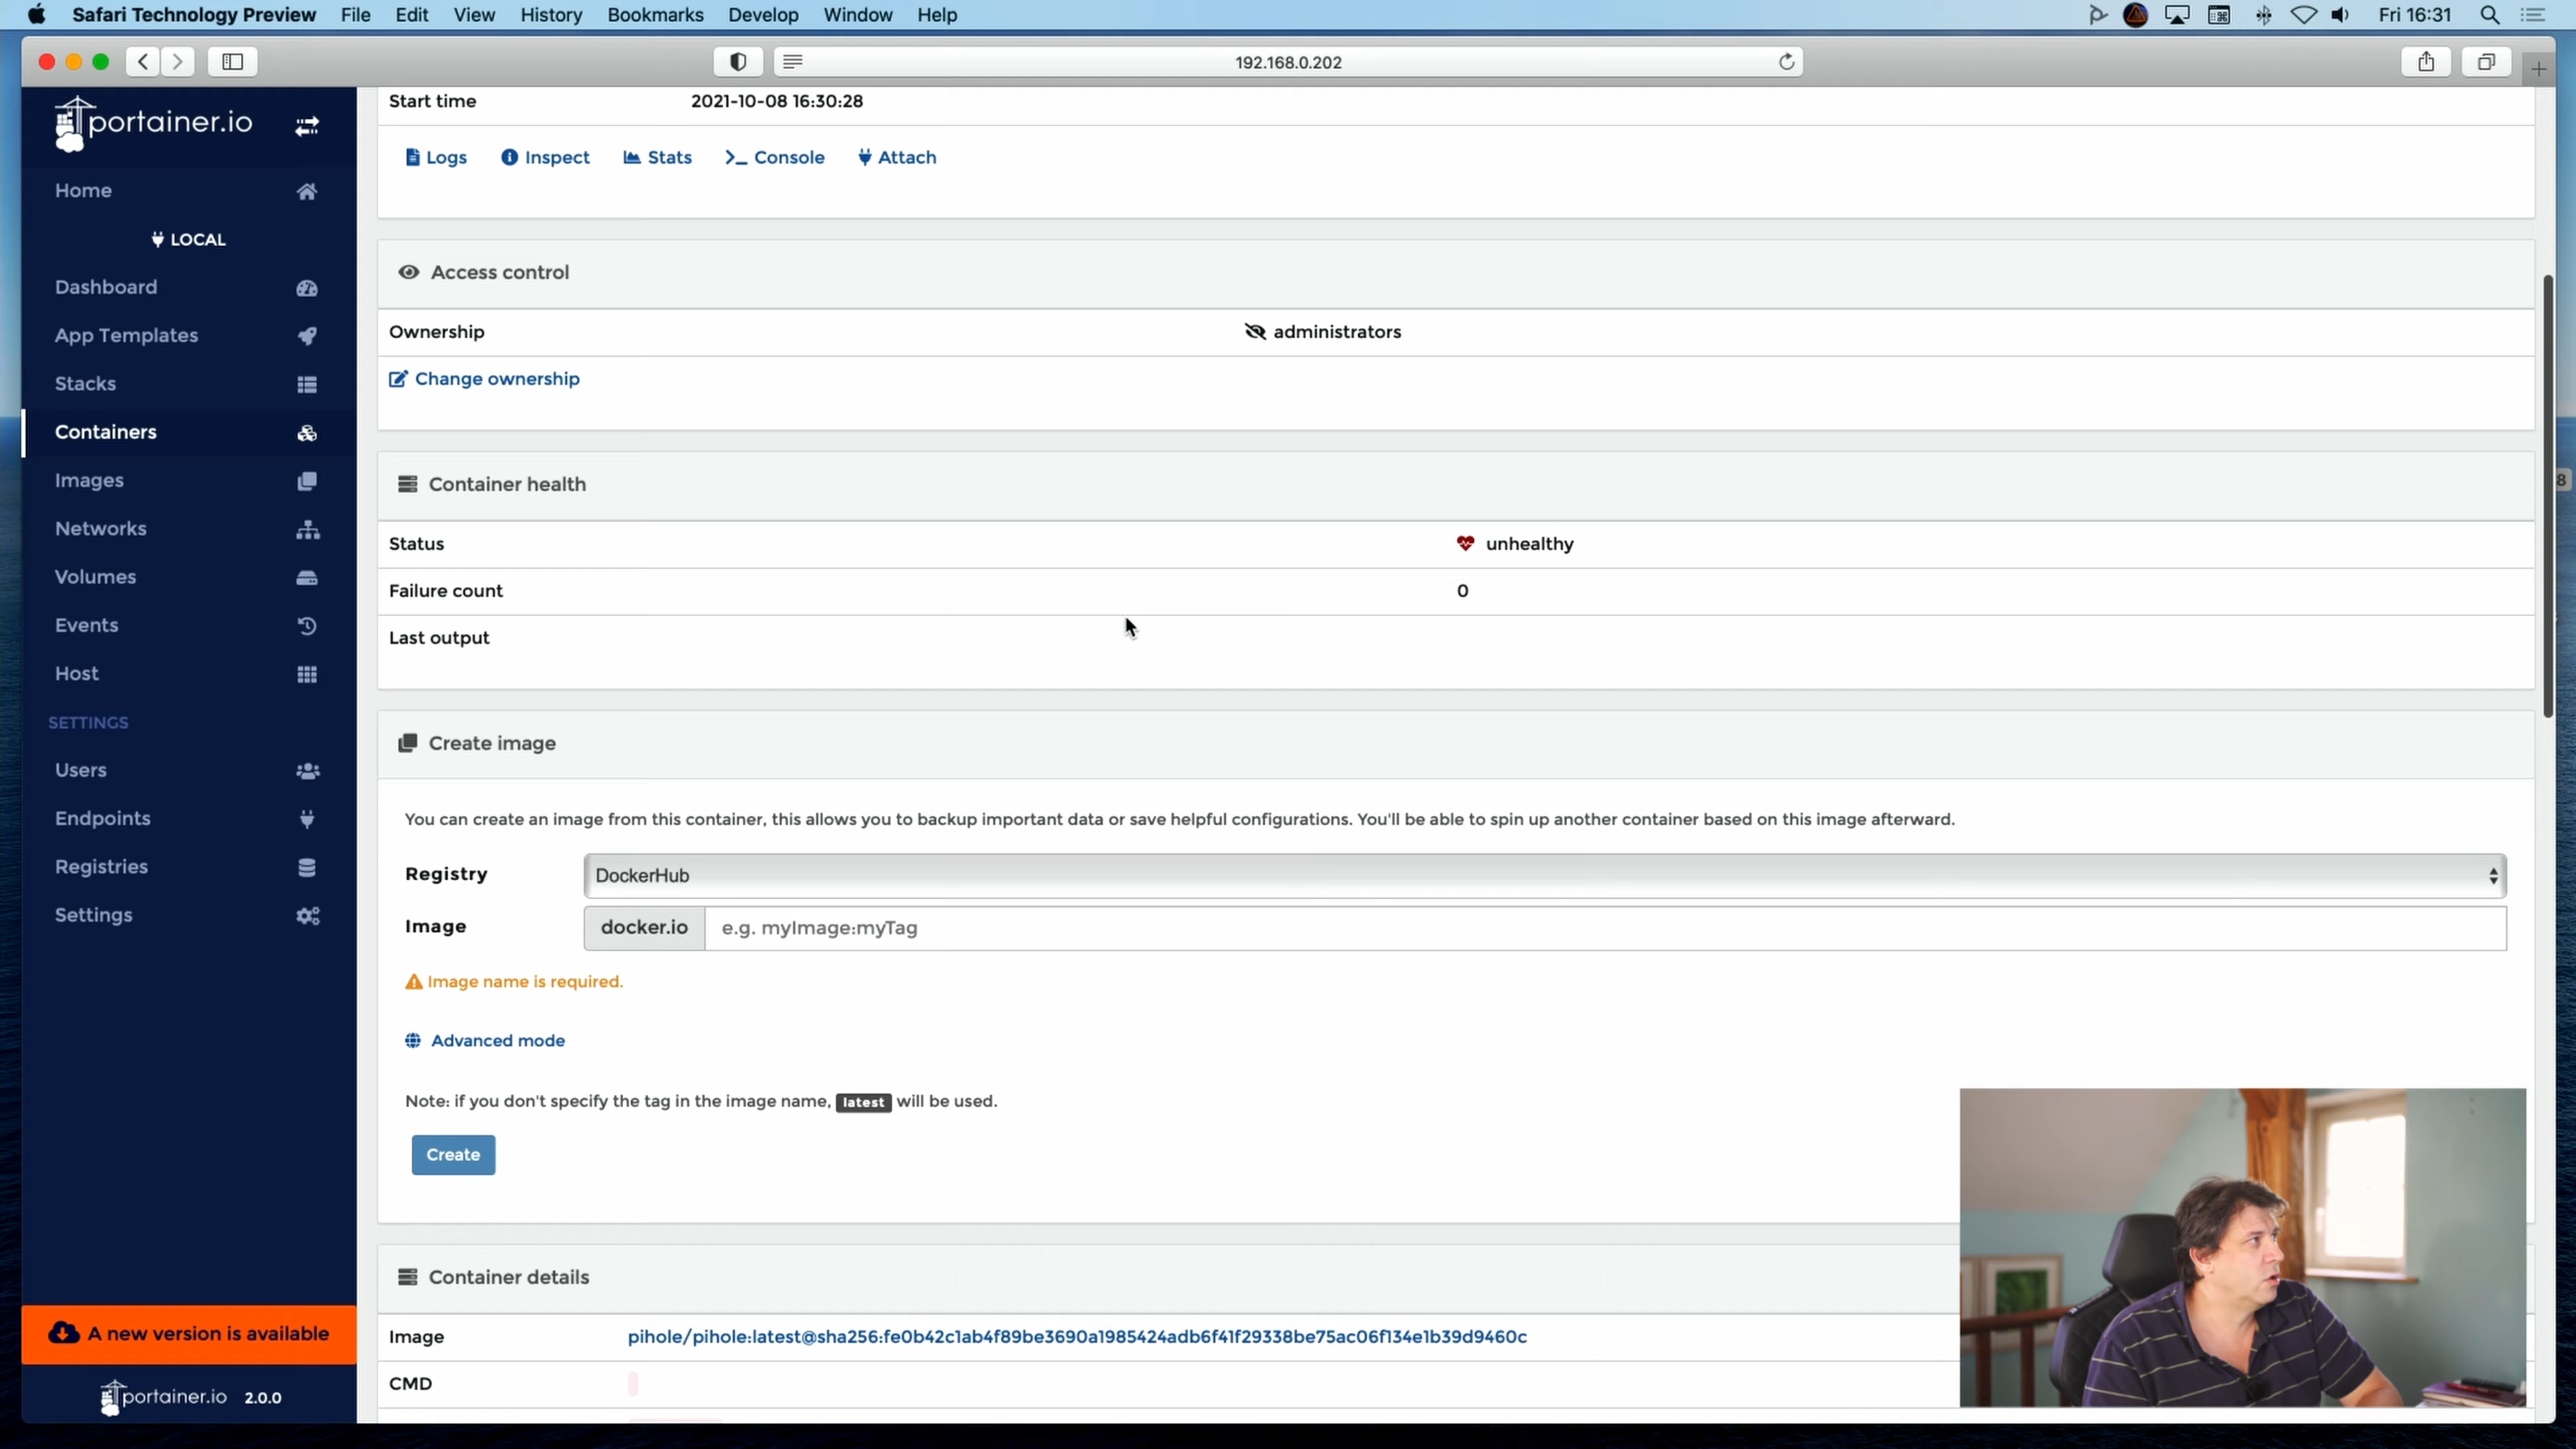 Safari Technology Preview File Edit View History Bookmarks Develop Window Help Fri 16:31
192.168.0.202
portainer.io
Home
LOCAL
Dashboard
App Templates
Stacks
Containers
Images
Networks
Volumes
Events
Host
SETTINGS
Users
Endpoints
Registries
Settings
A new version is available
portainer.io 2.0.0
Start time 2021-10-08 16:30:28
Logs Inspect Stats Console Attach
Access control
Ownership administrators
Change ownership
Container health
Status unhealthy
Failure count 0
Last output
Create image
You can create an image from this container, this allows you to backup important data or save helpful configurations. You'll be able to spin up another container based on this image afterward.
Registry DockerHub
Image docker.io e.g. myImage:myTag
Image name is required.
Advanced mode
Note: if you don't specify the tag in the image name, latest will be used.
Create
Container details
Image pihole/pihole:latest@sha256:fe0b42c1ab4f89be3690a1985424adb6f41f29338be75ac06f134e1b39d9460c
CMD
8